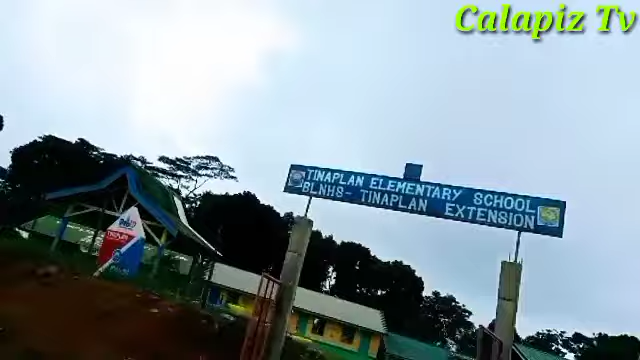 Calapiz Tv
TINAPLAN ELEMENTARY SCHOOL
BLNHS- TINAPLAN EXTENSION